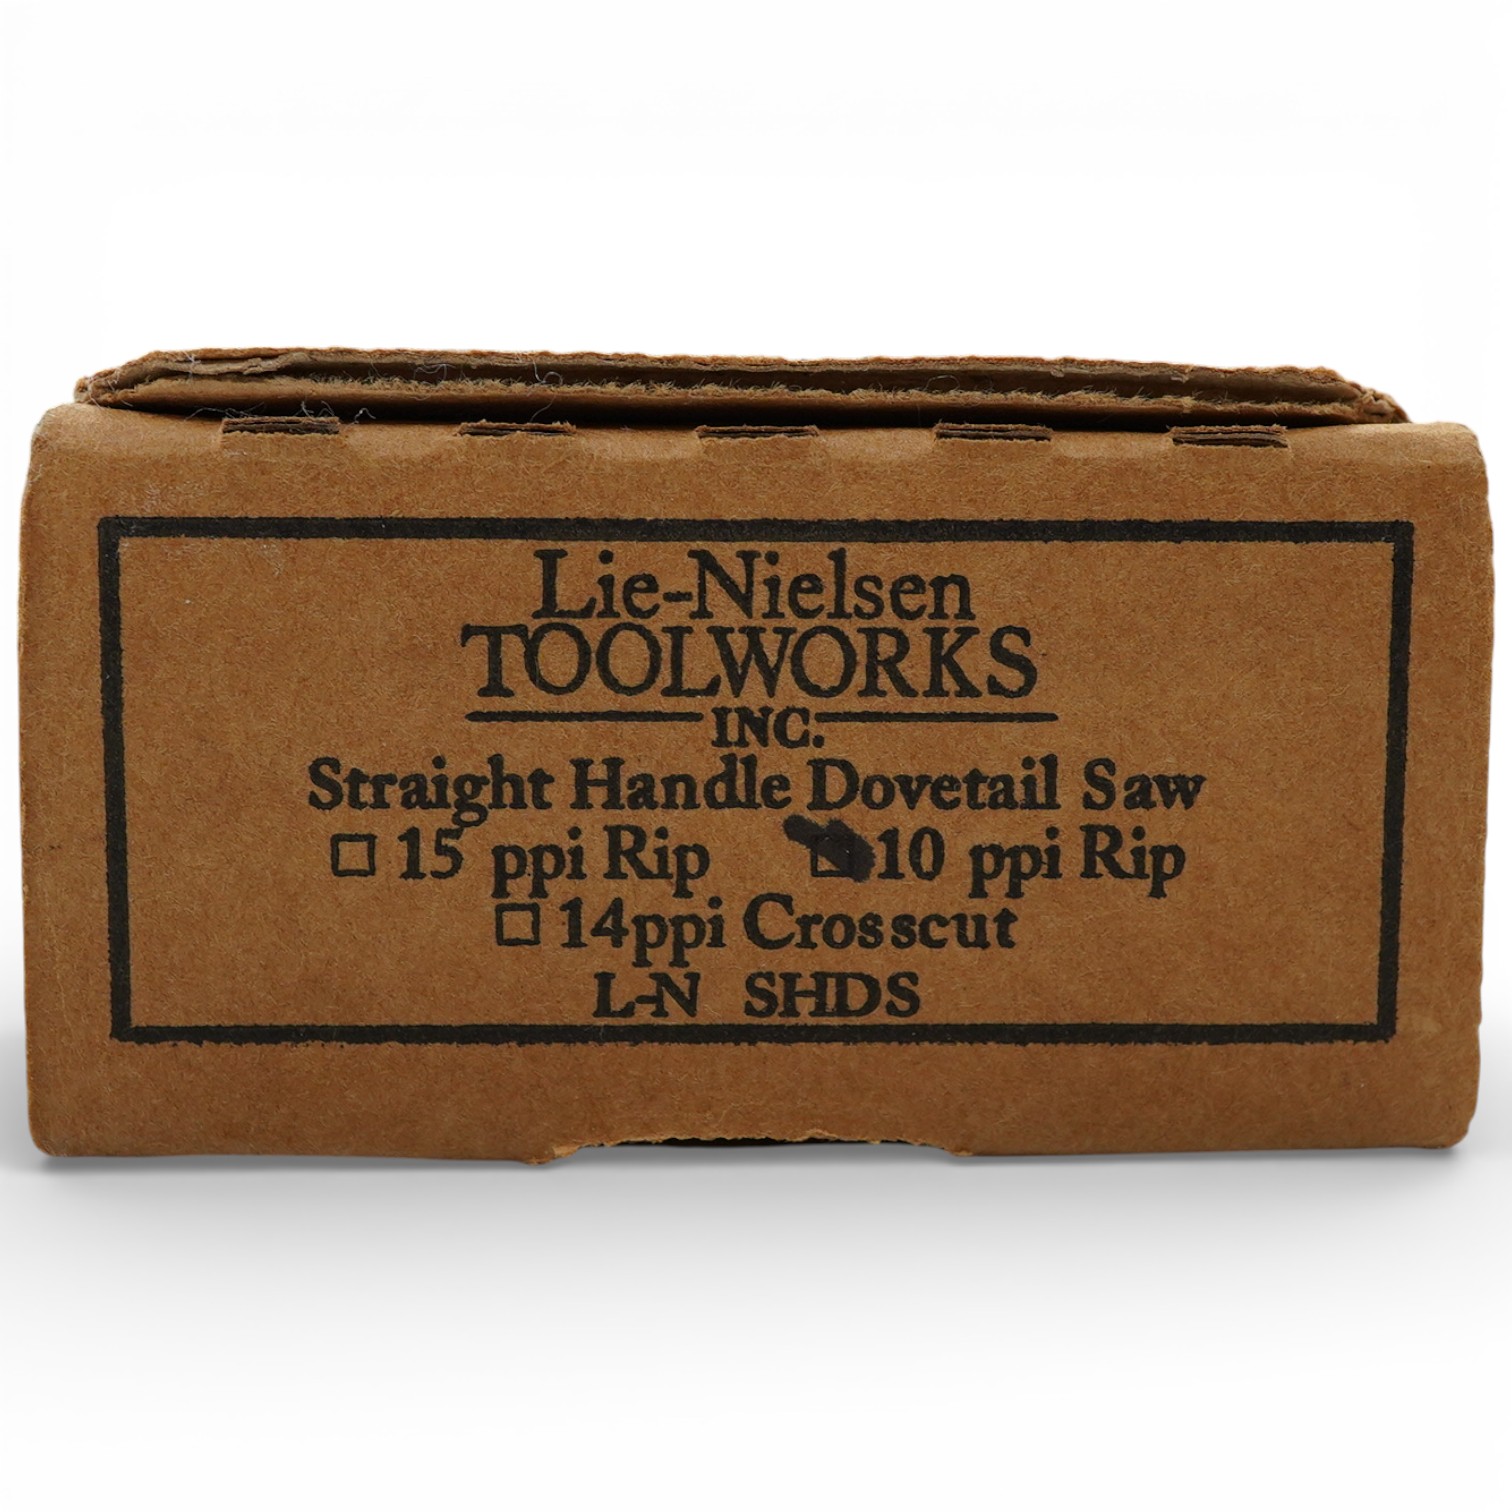 Lie-Nielsen
TOOLWORKS
INC.
Straight Handle Dovetail Saw
☐ 15 ppi Rip ☐ 10 ppi Rip
☐ 14ppi Crosscut
L-N SHDS